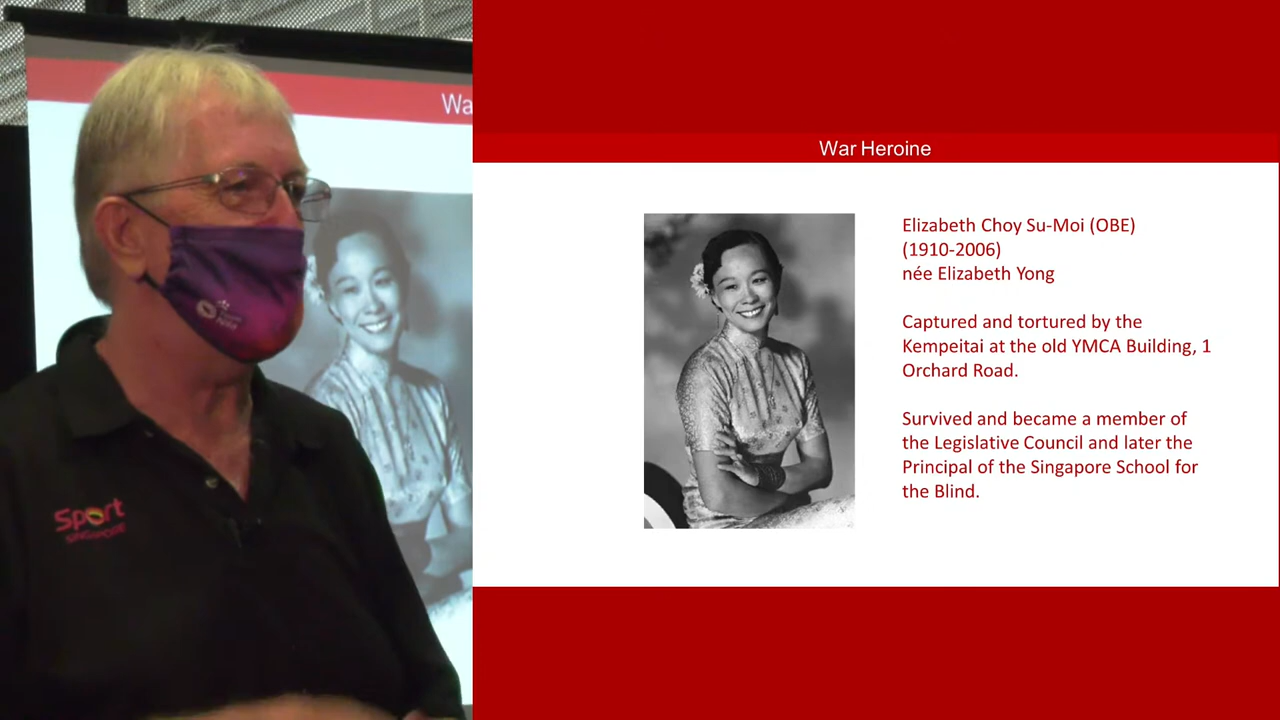 Wa
Sport
SINGAPORE
War Heroine
Elizabeth Choy Su-Moi (OBE)
(1910-2006)
née Elizabeth Yong
Captured and tortured by the
Kempeitai at the old YMCA Building, 1
Orchard Road.
Survived and became a member of
the Legislative Council and later the
Principal of the Singapore School for
the Blind.